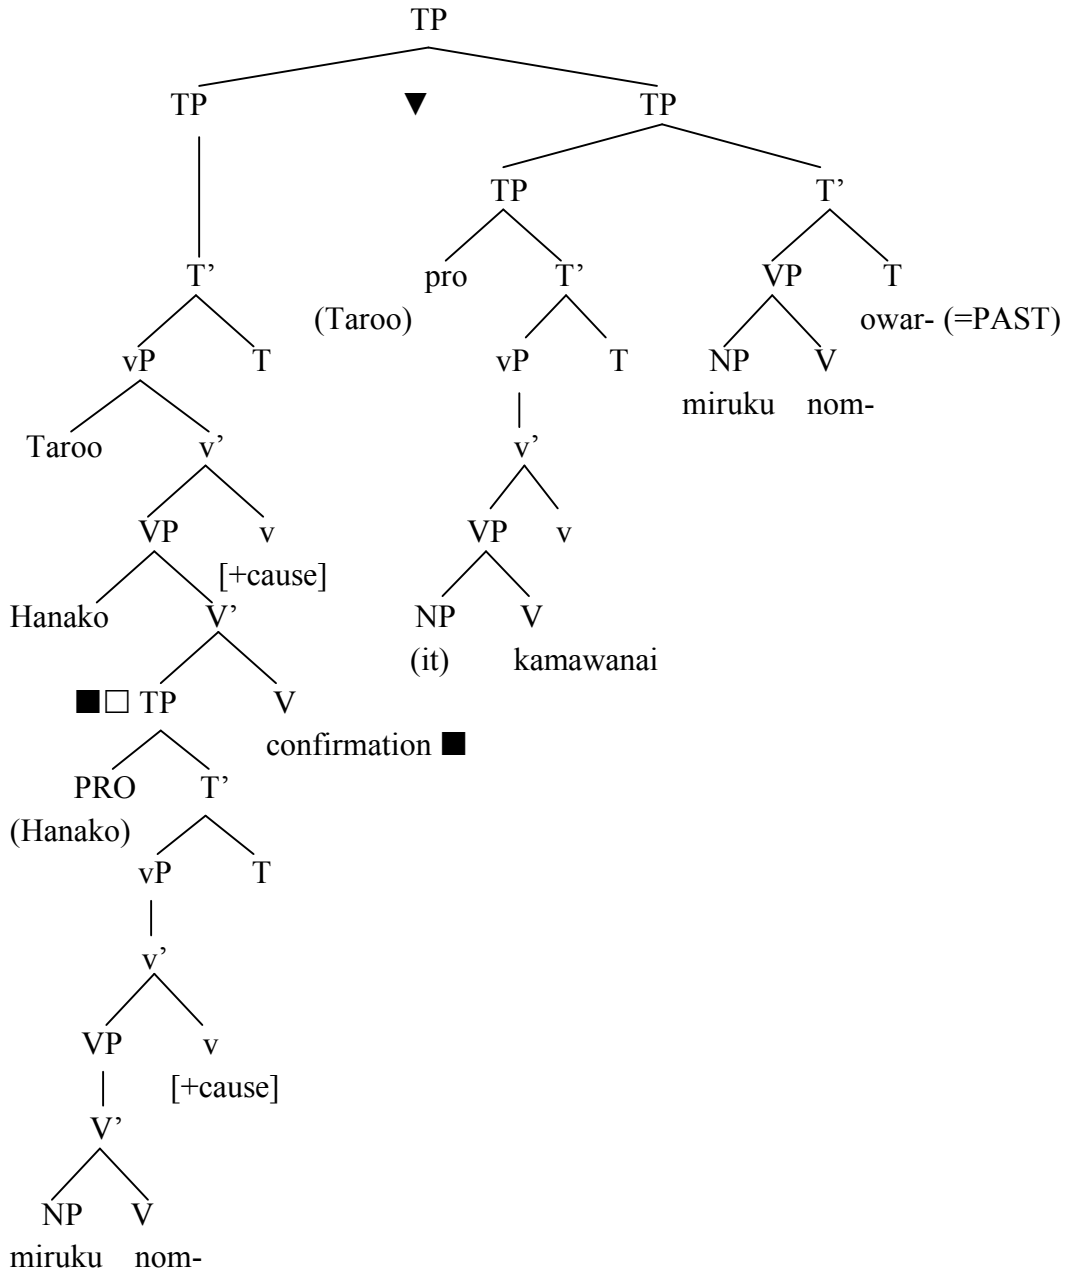 TP
TP ▼ TP
TP T’
T’ pro T’ VP T
(Taroo) owar- (=PAST)
vP T vP T NP V
miruku nom-
Taroo v’ v’
VP v VP v
[+cause]
Hanako V’ NP V
(it) kamawanai
■□ TP V
confirmation ■
PRO T’
(Hanako)
vP T
v’
VP v
[+cause]
V’
NP V
miruku nom-